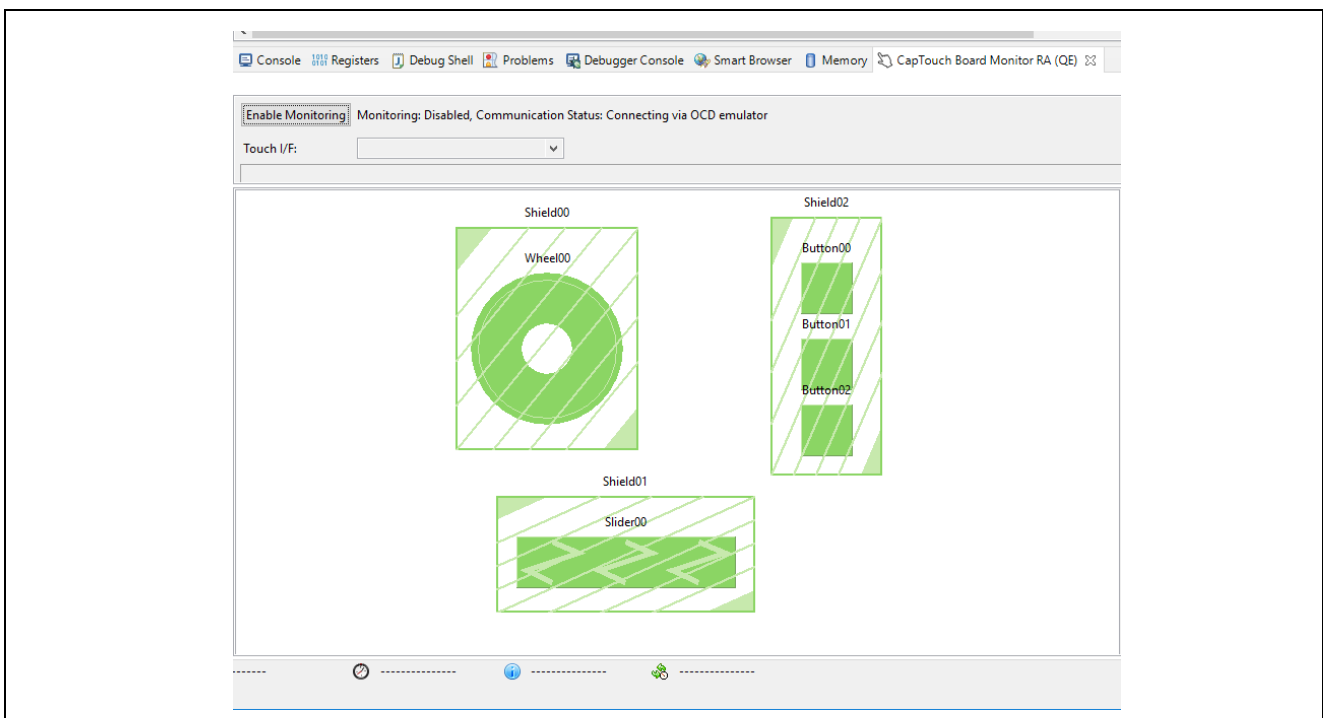 Console Registers Debug Shell Problems Debugger Console Smart Browser Memory CapTouch Board Monitor RA (QE)
Enable Monitoring Monitoring: Disabled, Communication Status: Connecting via OCD emulator
Touch I/F:
Shield00
Wheel00
Shield02
Button00
Button01
Button02
Shield01
Slider00
------- -------------- -------------- --------------